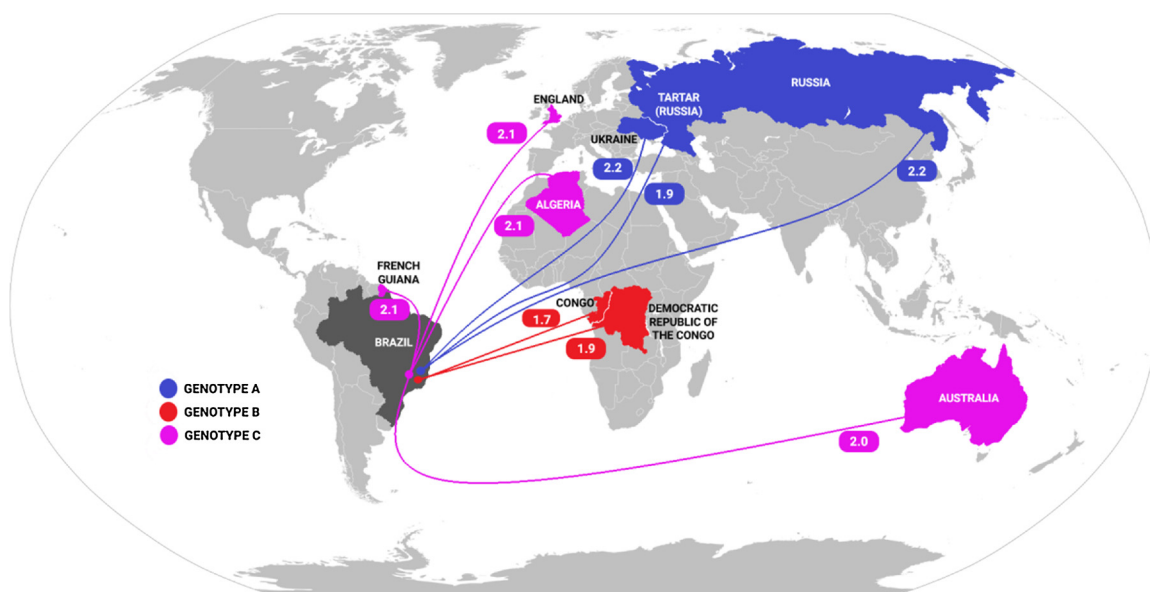 RUSSIA
TARTAR
(RUSSIA)
ENGLAND
2.1
UKRAINE
2.2
2.2
1.9
ALGERIA
2.1
FRENCH
GUIANA
2.1
CONGO
DEMOCRATIC
REPUBLIC OF
THE CONGO
1.7
1.9
BRAZIL
GENOTYPE A
GENOTYPE B
GENOTYPE C
AUSTRALIA
2.0